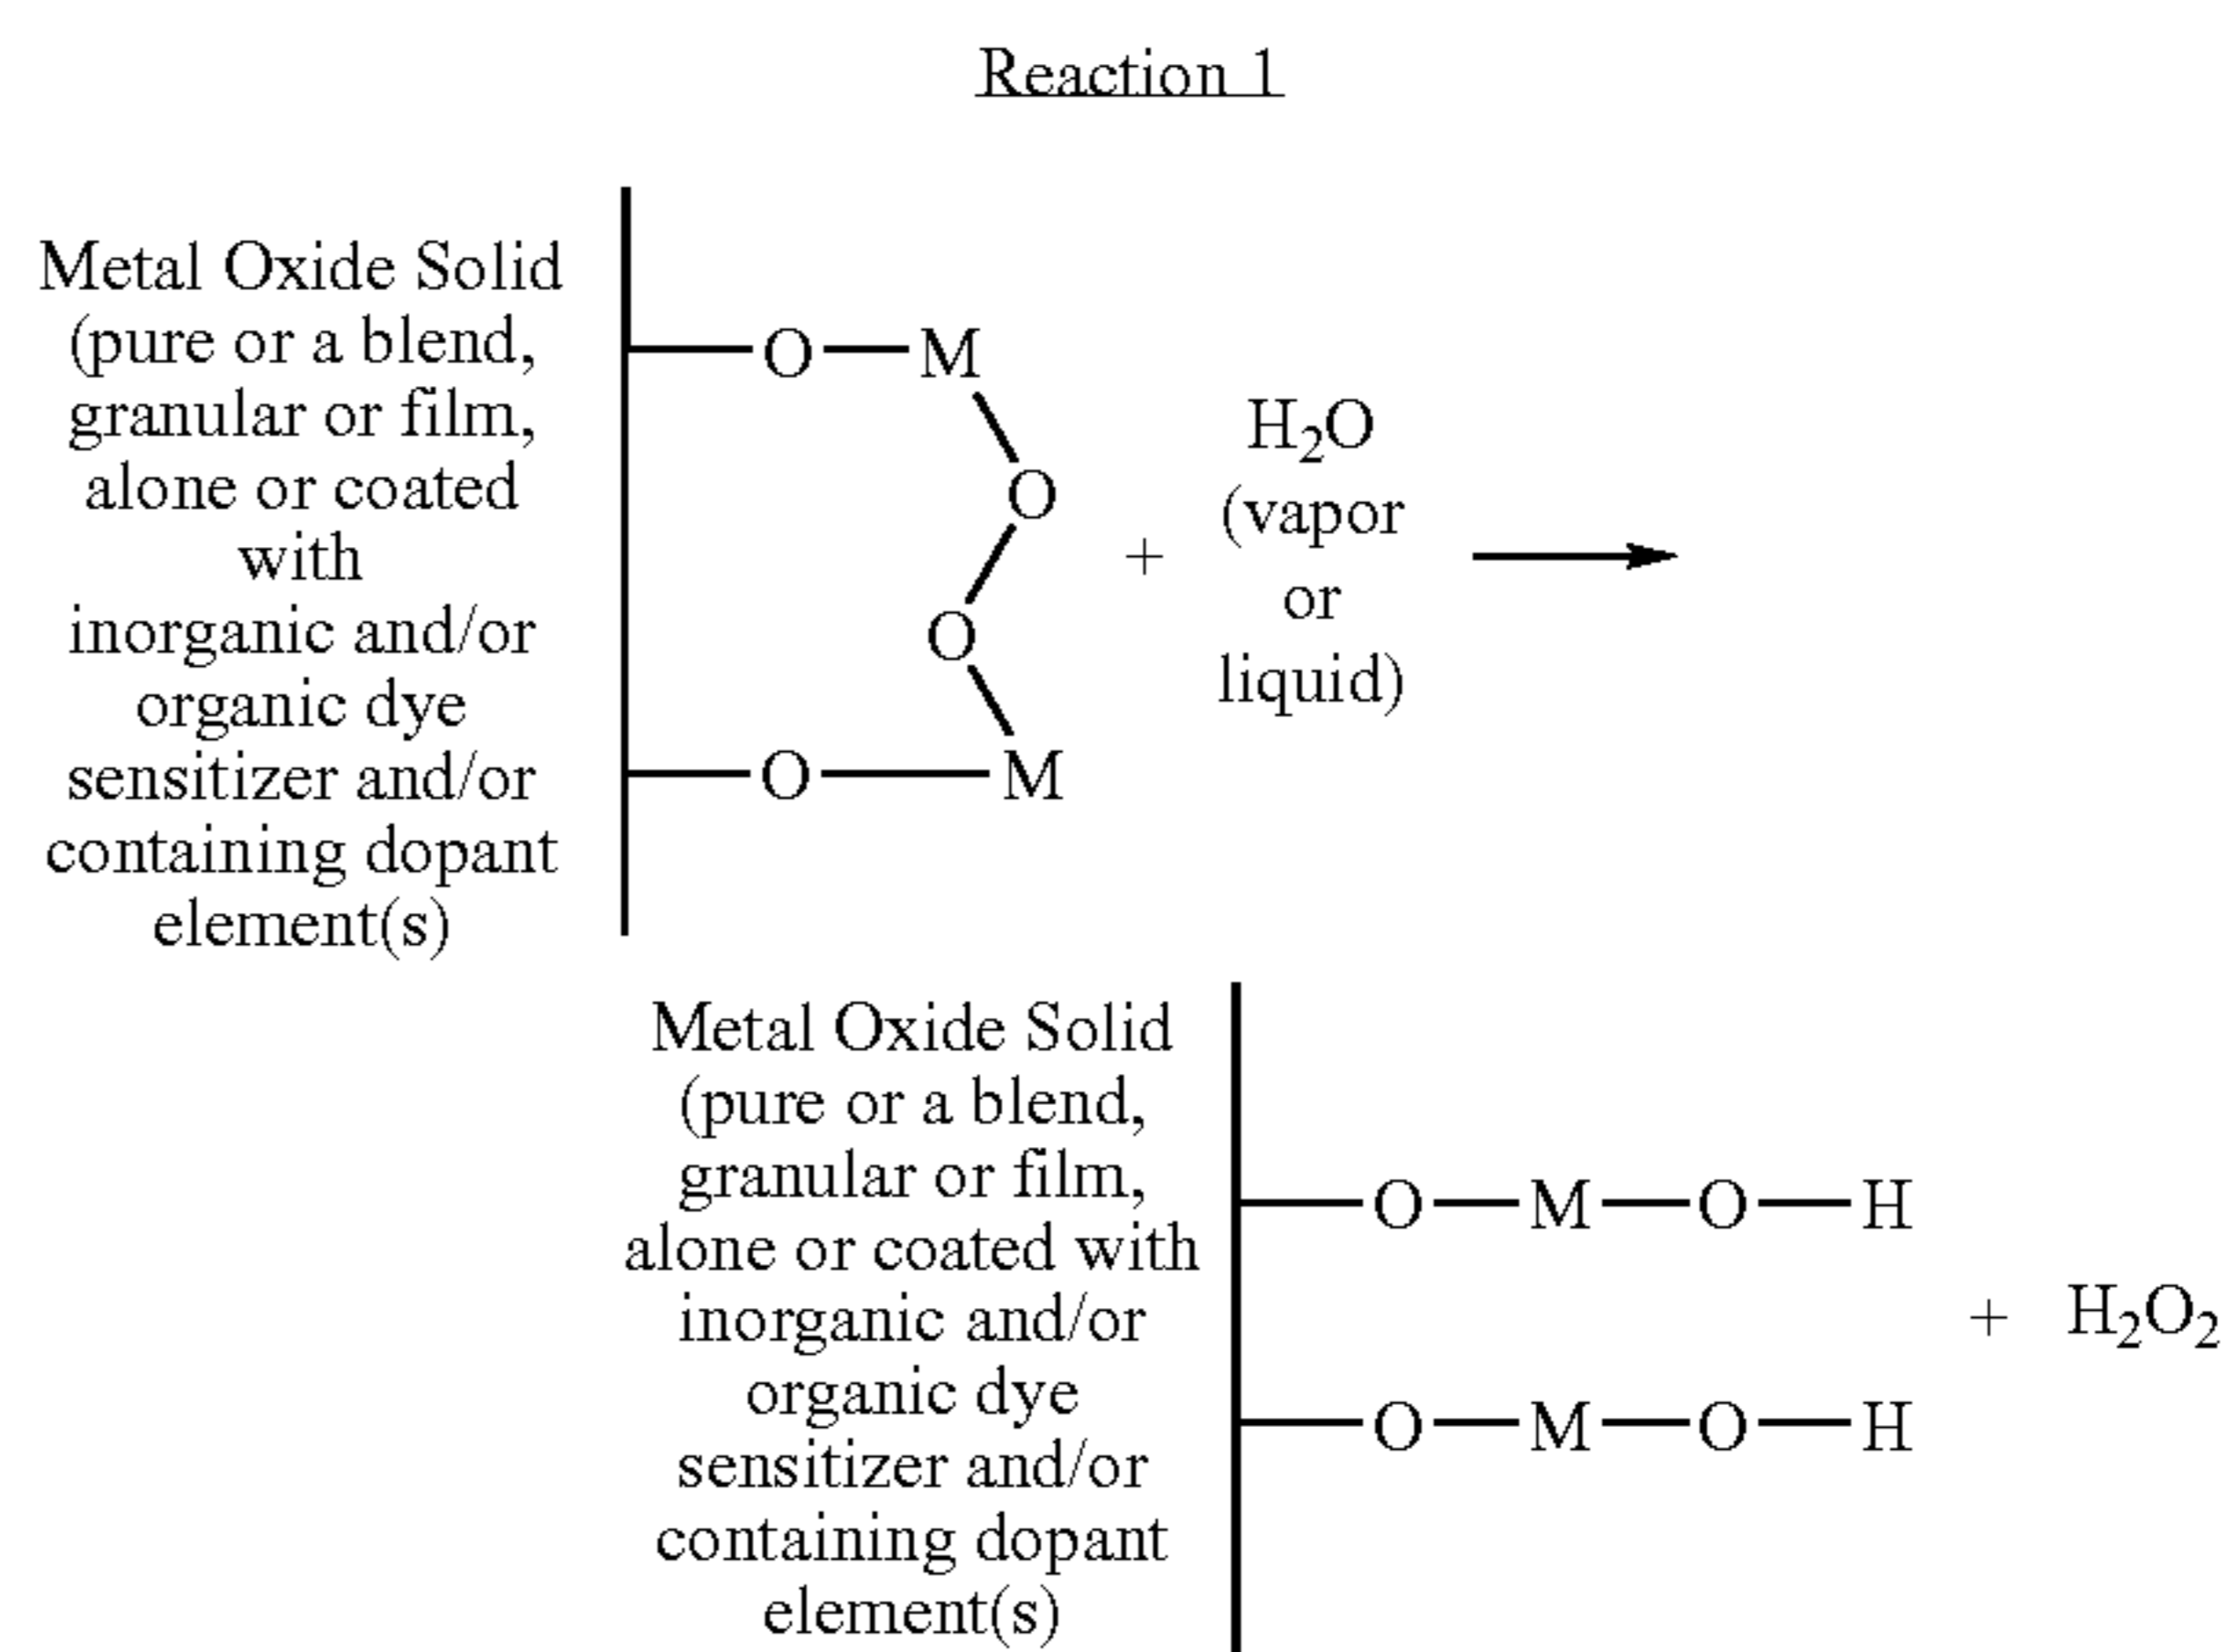 Reaction 1
Metal Oxide Solid
(pure or a blend,
granular or film,
alone or coated
with
inorganic and/or
organic dye
sensitizer and/or
containing dopant
element(s)
O M
O
O
O M
+
H2O
(vapor
or
liquid)
Metal Oxide Solid
(pure or a blend,
granular or film,
alone or coated with
inorganic and/or
organic dye
sensitizer and/or
containing dopant
element(s)
O M O H
O M O H
+ H2O2